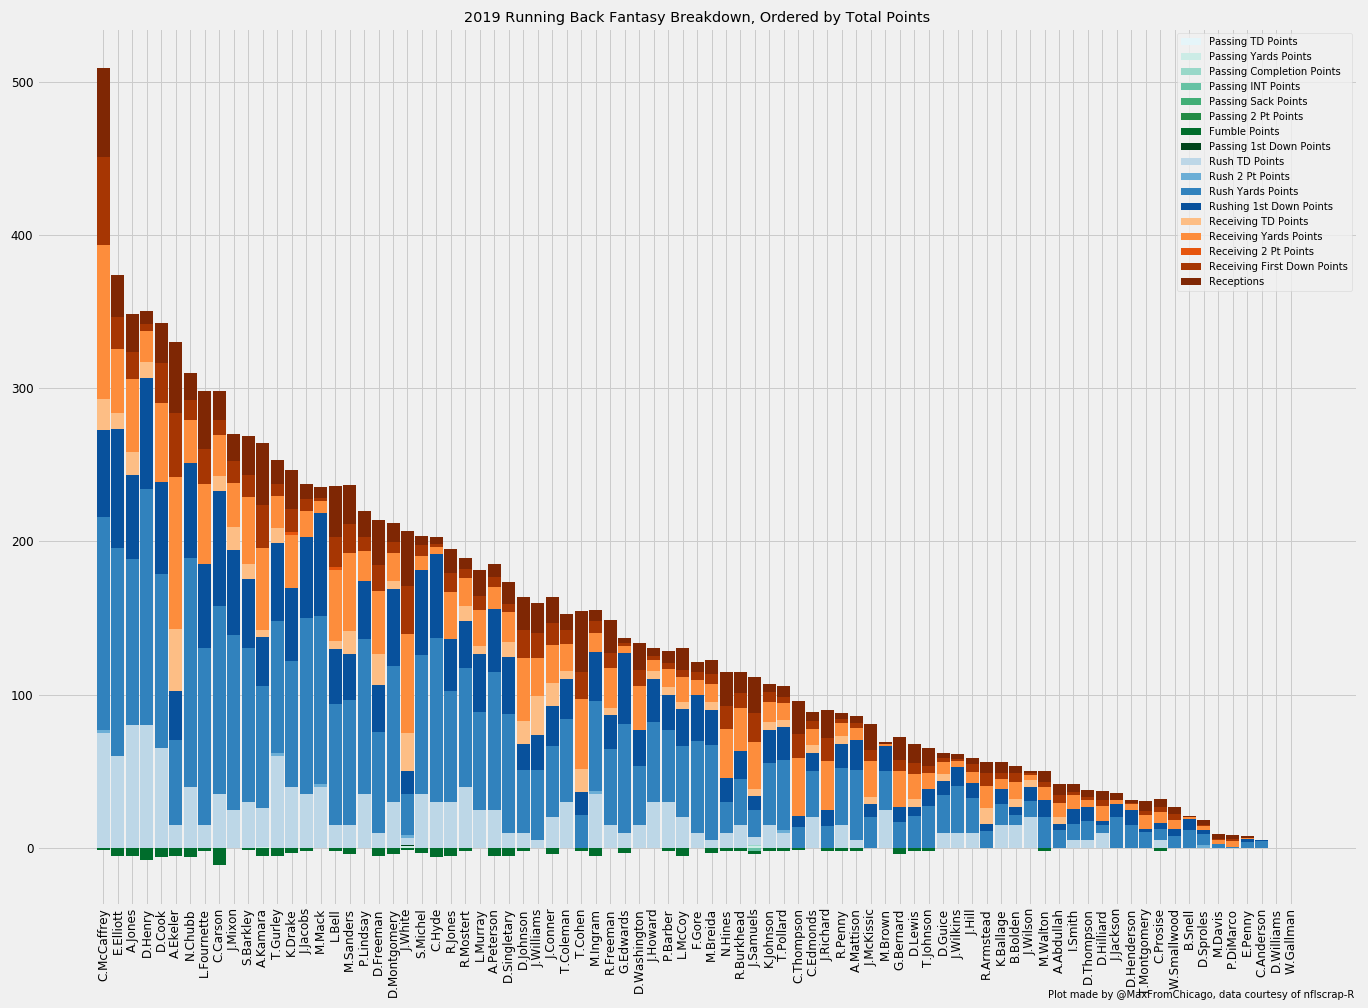 2019 Running Back Fantasy Breakdown, Ordered by Total Points
Passing TD Points
Passing Yards Points
Passing Completion Points
Passing INT Points
Passing Sack Points
Passing 2 Pt Points
Fumble Points
Passing 1st Down Points
Rush TD Points
Rush 2 Pt Points
Rush Yards Points
Rushing 1st Down Points
Receiving TD Points
Receiving Yards Points
Receiving 2 Pt Points
Receiving First Down Points
Receptions
500
400
300
200
100
0
C.McCaffrey
E.Elliott
A.Jones
D.Henry
D.Cook
A.Ekeler
N.Chubb
L.Fournette
C.Carson
J.Mixon
S.Barkley
A.Kamara
T.Gurley
K.Drake
J.Jacobs
M.Mack
L.Bell
M.Sanders
P.Lindsay
D.Freeman
D.Montgomery
J.White
S.Michel
C.Hyde
R.Jones
R.Mostert
L.Murray
A.Peterson
D.Singletary
D.Johnson
J.Williams
J.Conner
T.Coleman
T.Cohen
M.Ingram
R.Freeman
G.Edwards
D.Washington
J.Howard
P.Barber
L.McCoy
F.Gore
M.Breida
N.Hines
R.Burkhead
J.Samuels
K.Johnson
T.Pollard
C.Thompson
C.Edmonds
J.Richard
R.Penny
A.Mattison
J.McKissic
M.Brown
G.Bernard
D.Lewis
T.Johnson
D.Guice
J.Wilkins
J.Hill
R.Armstead
K.Ballage
B.Bolden
J.Wilson
M.Walton
A.Abdullah
I.Smith
D.Thompson
D.Hilliard
J.Jackson
D.Henderson
T.Montgomery
C.Prosise
W.Smallwood
B.Snell
D.Sproles
M.Davis
P.DiMarco
E.Penny
C.Anderson
D.Williams
W.Gallman
Plot made by @MaxFromChicago, data courtesy of nflscrap-R